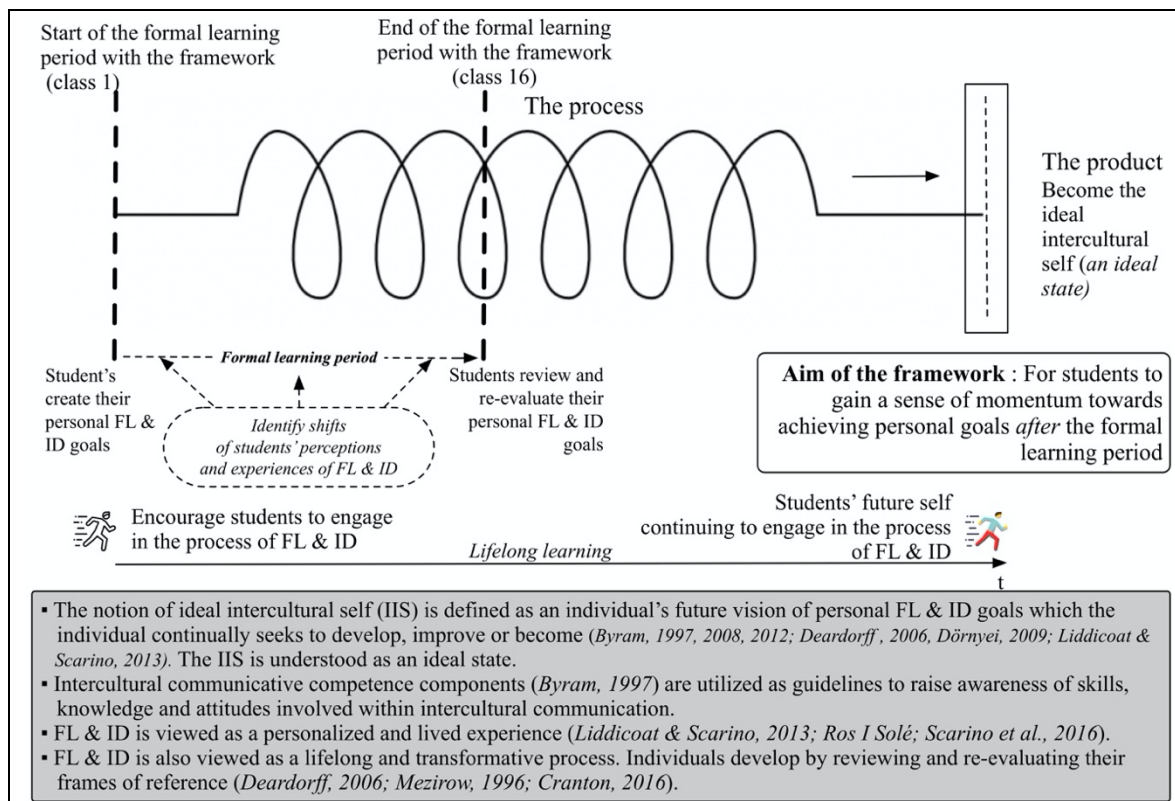 Start of the formal learning
period with the framework
(class 1)
End of the formal learning
period with the framework
(class 16)
The process
The product
Become the
ideal
intercultural
self (an ideal
state)
Formal learning period
Student's
create their
personal FL &
ID goals
Identify shifts
of students' perceptions
and experiences of FL & ID
Students review and
re-evaluate their
personal FL & ID
goals
Aim of the framework : For students to
gain a sense of momentum towards
achieving personal goals after the formal
learning period
Encourage students to engage
in the process of FL & ID
Lifelong learning
Students' future self
continuing to engage in the process
of FL & ID
t
▪ The notion of ideal intercultural self (IIS) is defined as an individual's future vision of personal FL & ID goals which the
individual continually seeks to develop, improve or become (Byram, 1997, 2008, 2012; Deardorff , 2006, Dörnyei, 2009; Liddicoat &
Scarino, 2013). The IIS is understood as an ideal state.
▪ Intercultural communicative competence components (Byram, 1997) are utilized as guidelines to raise awareness of skills,
knowledge and attitudes involved within intercultural communication.
▪ FL & ID is viewed as a personalized and lived experience (Liddicoat & Scarino, 2013; Ros I Solé; Scarino et al., 2016).
▪ FL & ID is also viewed as a lifelong and transformative process. Individuals develop by reviewing and re-evaluating their
frames of reference (Deardorff, 2006; Mezirow, 1996; Cranton, 2016).